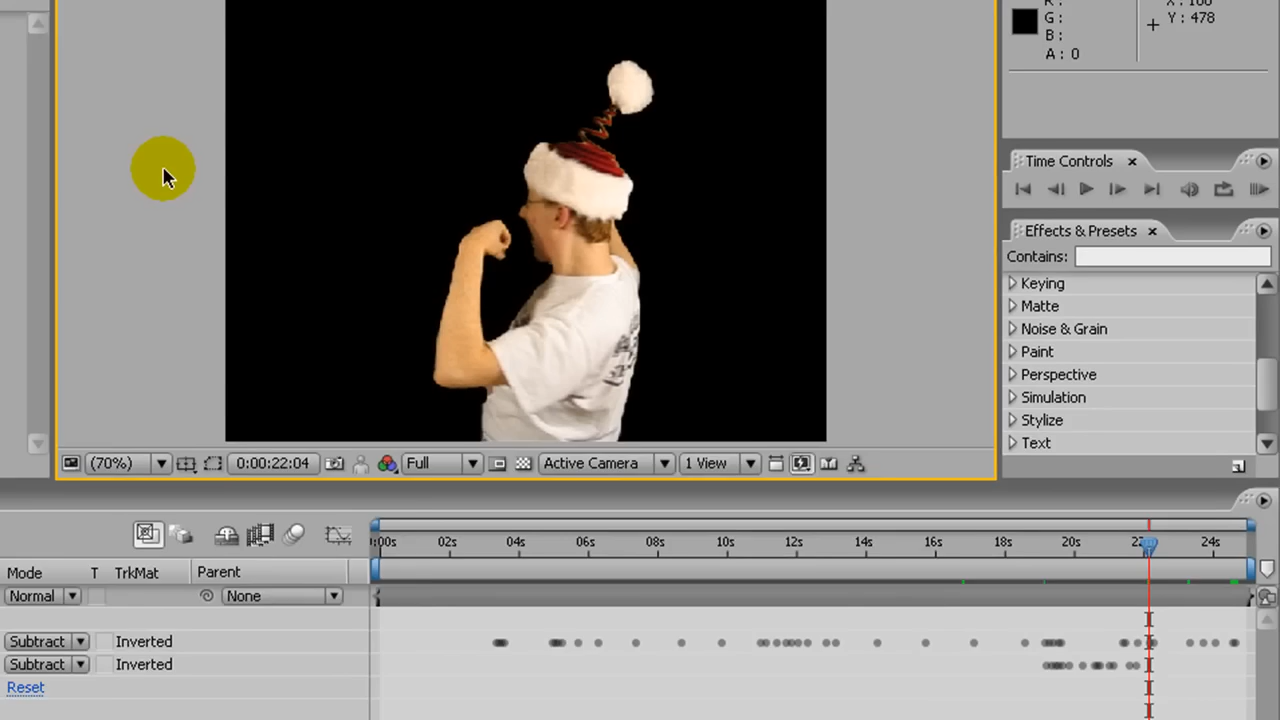 R :
X : 100
G :
Y : 478
B :
A : 0
Time Controls
Effects & Presets
Contains:
Keying
Matte
Noise & Grain
Paint
Perspective
Simulation
Stylize
Text
(70%) 0:00:22:04 Full Active Camera 1 View
:00s 02s 04s 06s 08s 10s 12s 14s 16s 18s 20s 22s 24s
Mode T TrkMat Parent
Normal None
Subtract Inverted
Subtract Inverted
Reset